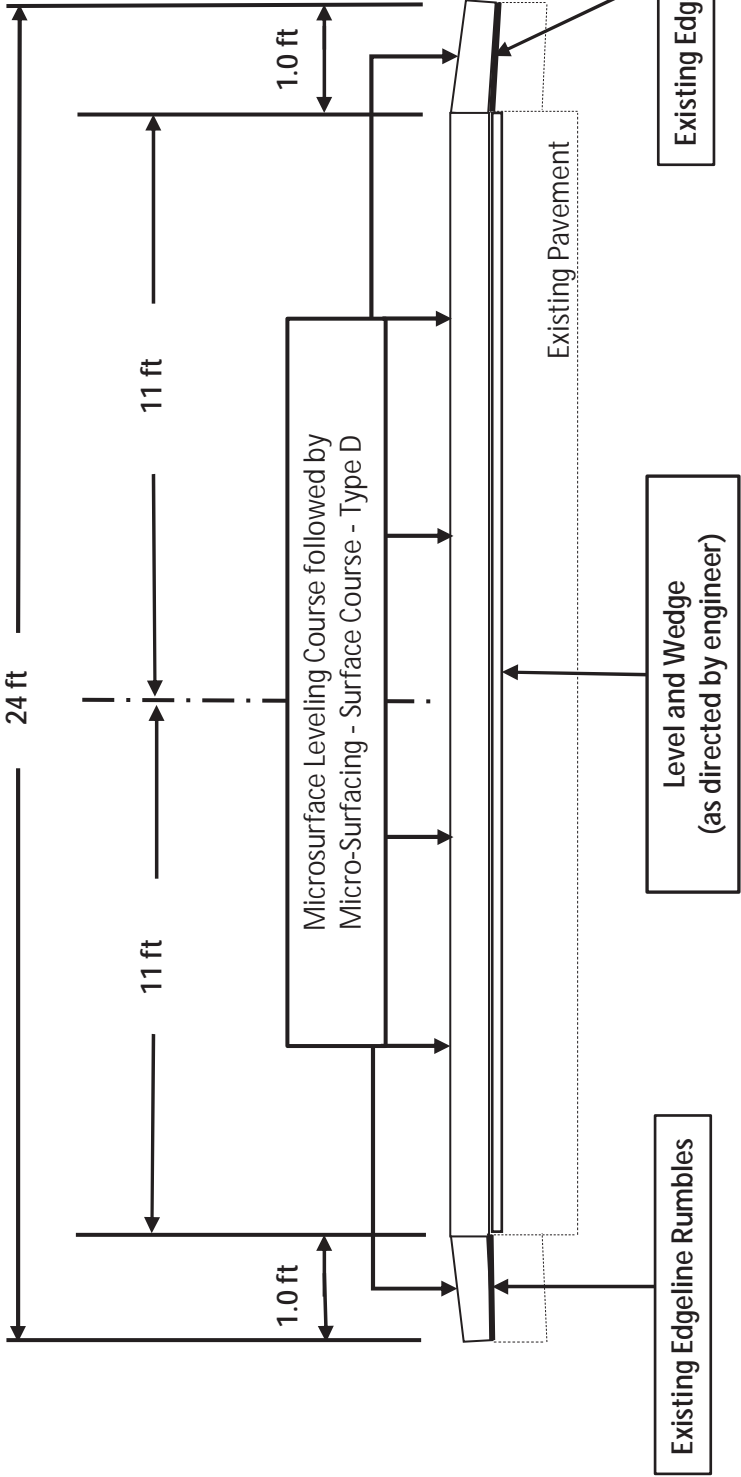 24 ft
11 ft
11 ft
1.0 ft
1.0 ft
Microsurface Leveling Course followed by
Micro-Surfacing - Surface Course - Type D
Existing Pavement
Existing Edgeline Rumbles
Level and Wedge
(as directed by engineer)
Existing Edg